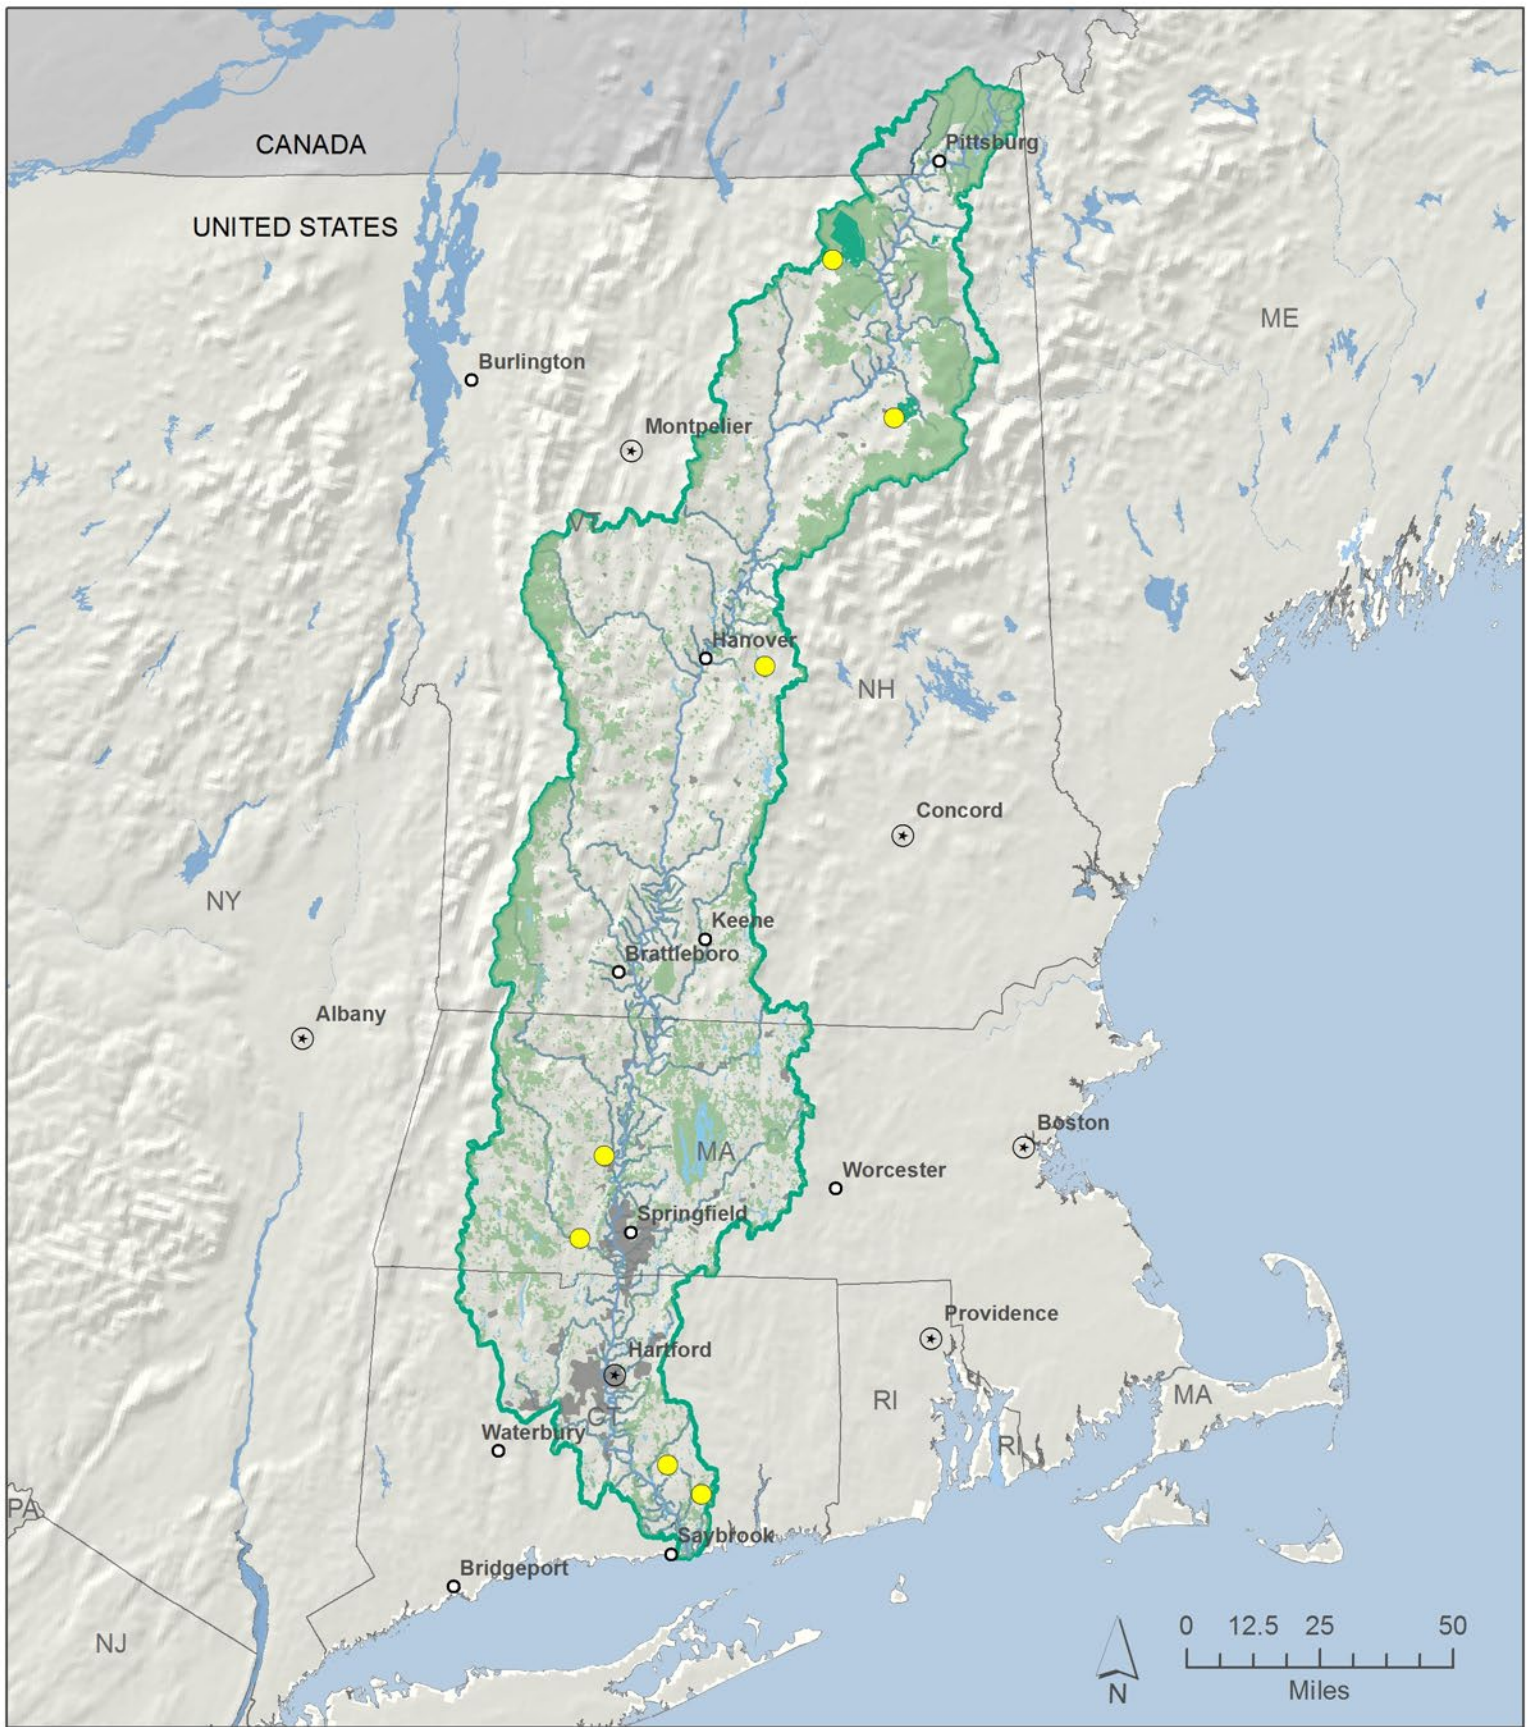 CANADA
Pittsburg
UNITED STATES
ME
Burlington
Montpelier
VT
Hanover
NH
Concord
NY
Keene
Brattleboro
Albany
Boston
MA
Worcester
Springfield
Providence
Hartford
RI
MA
CT
Waterbury
RI
PA
Saybrook
Bridgeport
NJ
0 12.5 25 50
Miles
N